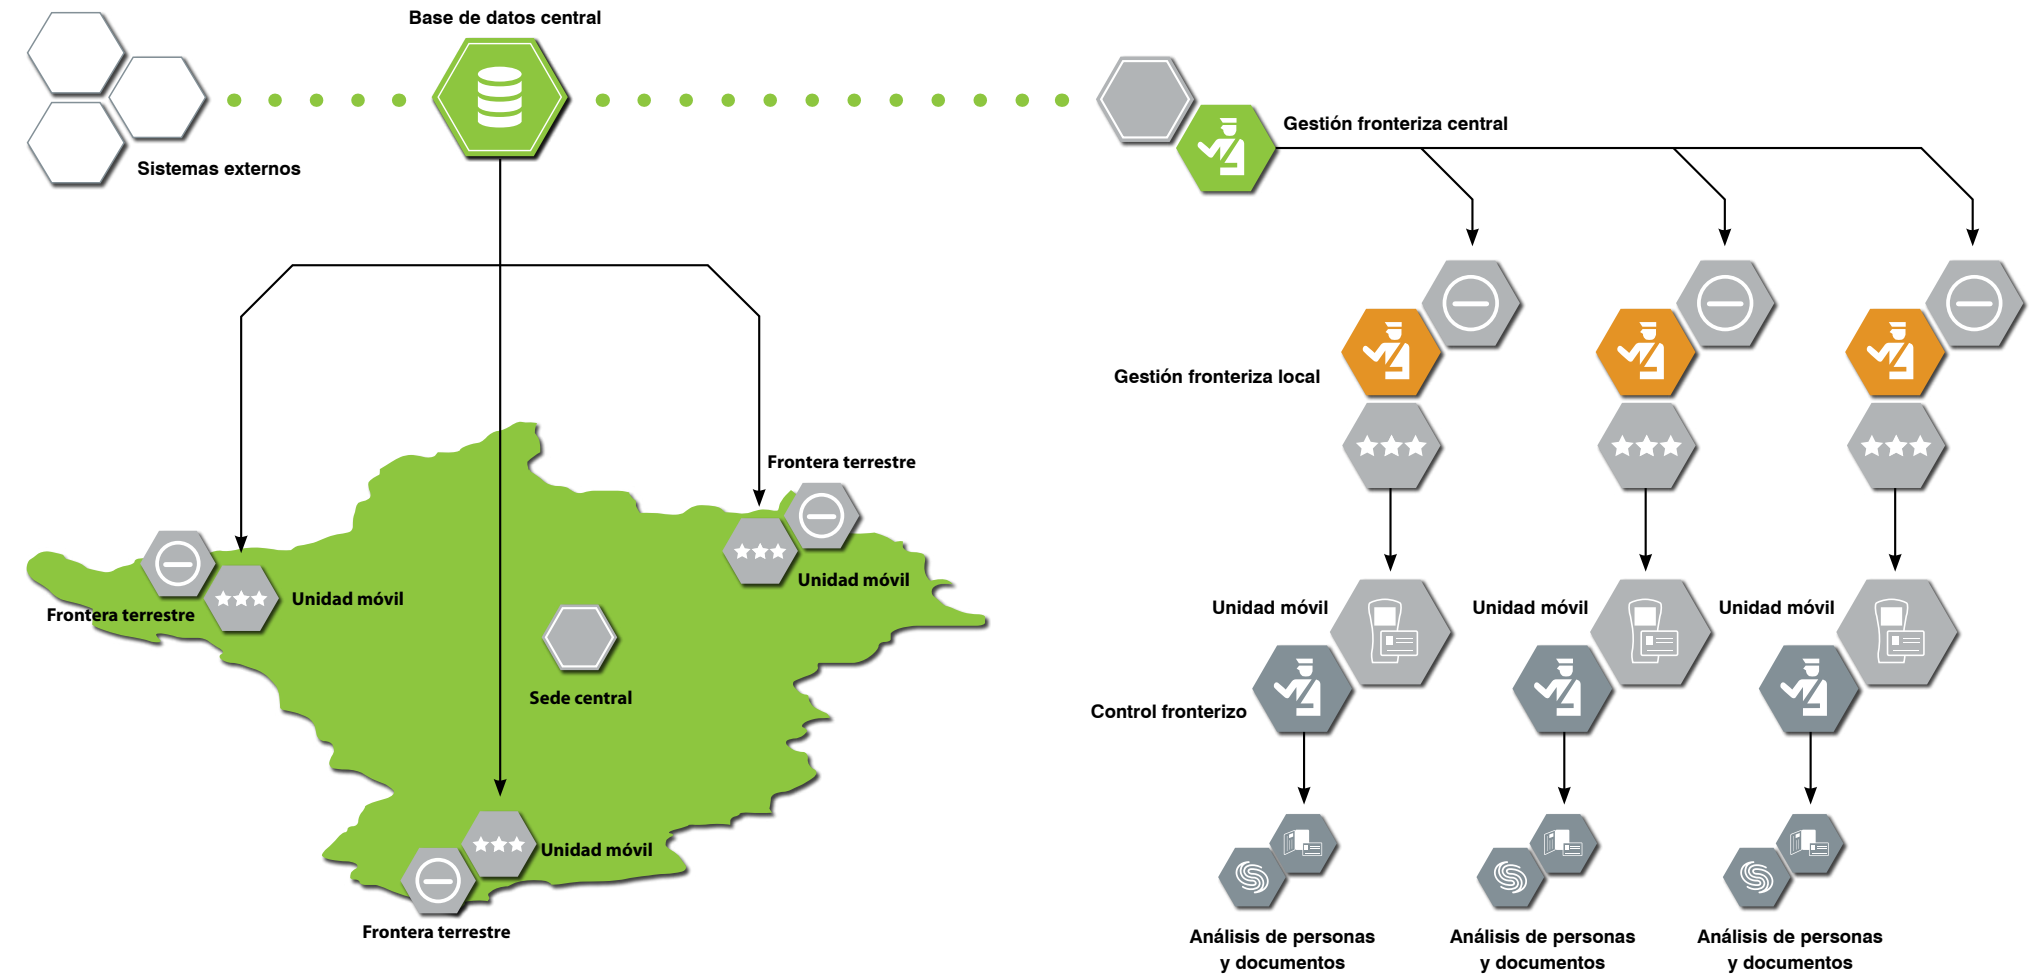 Base de datos central
Sistemas externos
Gestión fronteriza central
Gestión fronteriza local
Frontera terrestre
Unidad móvil
Frontera terrestre
Unidad móvil
Sede central
Unidad móvil
Frontera terrestre
Unidad móvil
Unidad móvil
Unidad móvil
Control fronterizo
Análisis de personas
y documentos
Análisis de personas
y documentos
Análisis de personas
y documentos